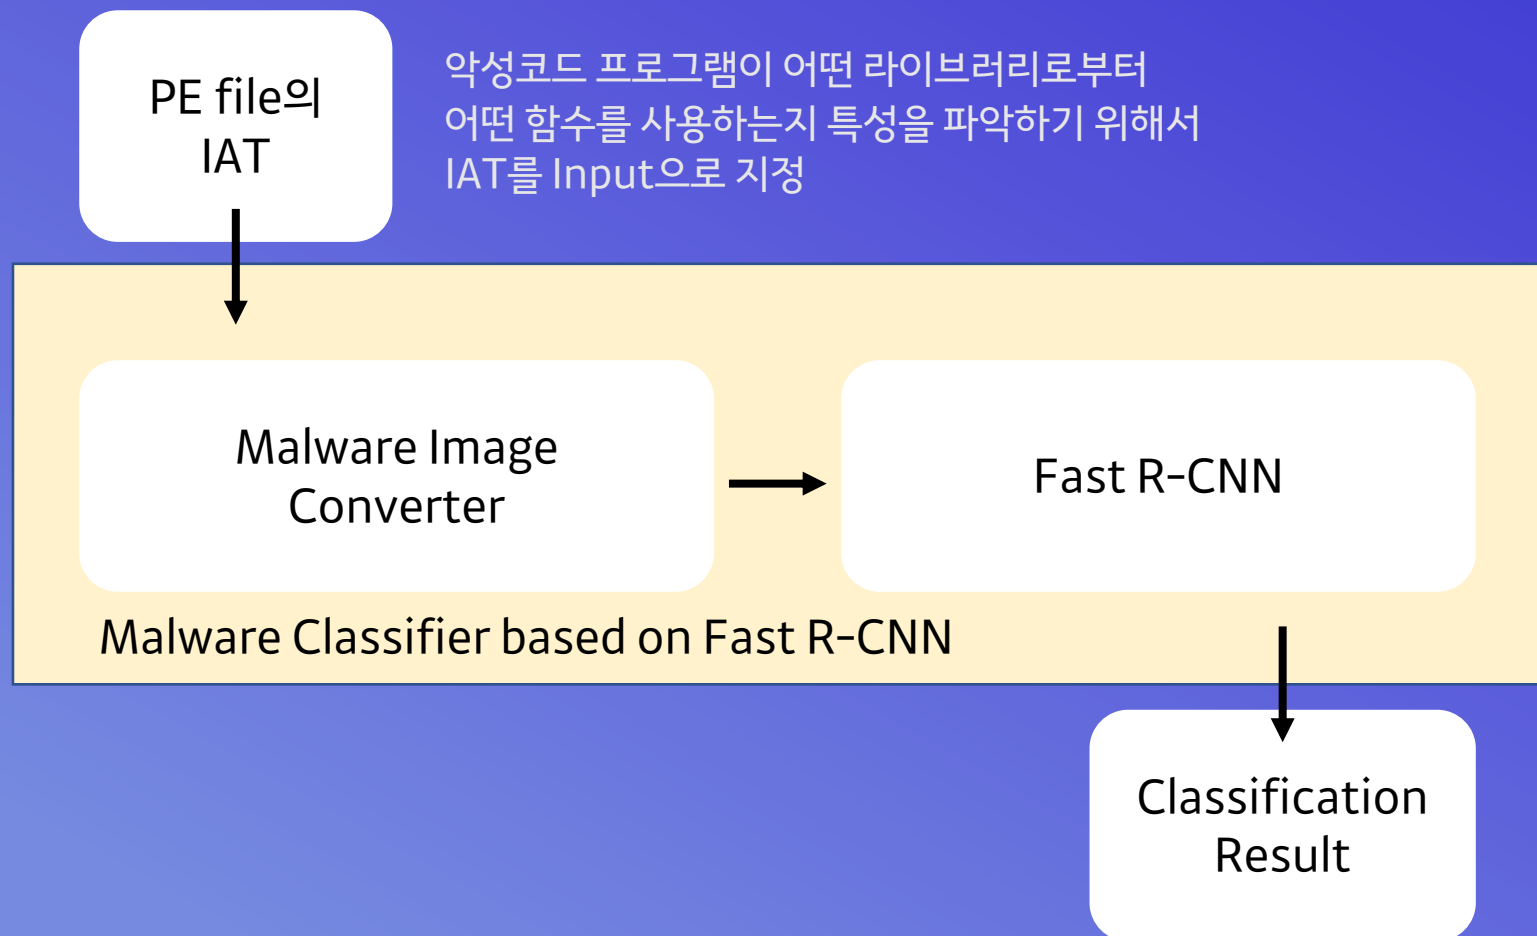 PE file의
IAT
악성코드 프로그램이 어떤 라이브러리로부터
어떤 함수를 사용하는지 특성을 파악하기 위해서
IAT를 Input으로 지정
Malware Image
Converter
Fast R-CNN
Malware Classifier based on Fast R-CNN
Classification
Result